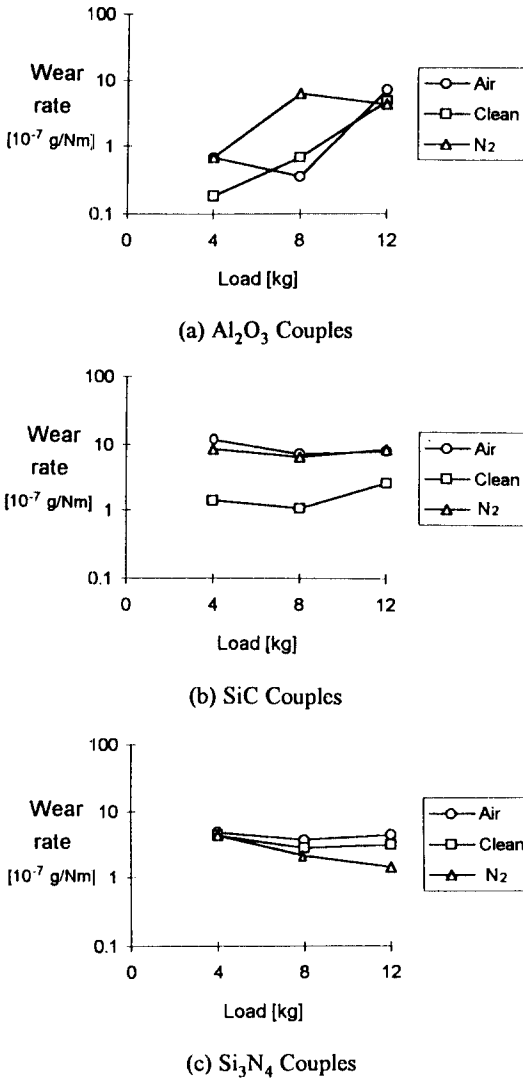 Wear
rate
[10⁻⁷ g/Nm]
100
10
1
0.1
0
4
8
12
Load [kg]
Air
Clean
N2
(a) Al₂O₃ Couples
Wear
rate
[10⁻⁷ g/Nm]
100
10
1
0.1
0
4
8
12
Load [kg]
Air
Clean
N2
(b) SiC Couples
Wear
rate
[10⁻⁷ g/Nm]
100
10
1
0.1
0
4
8
12
Load [kg]
Air
Clean
N2
(c) Si₃N₄ Couples